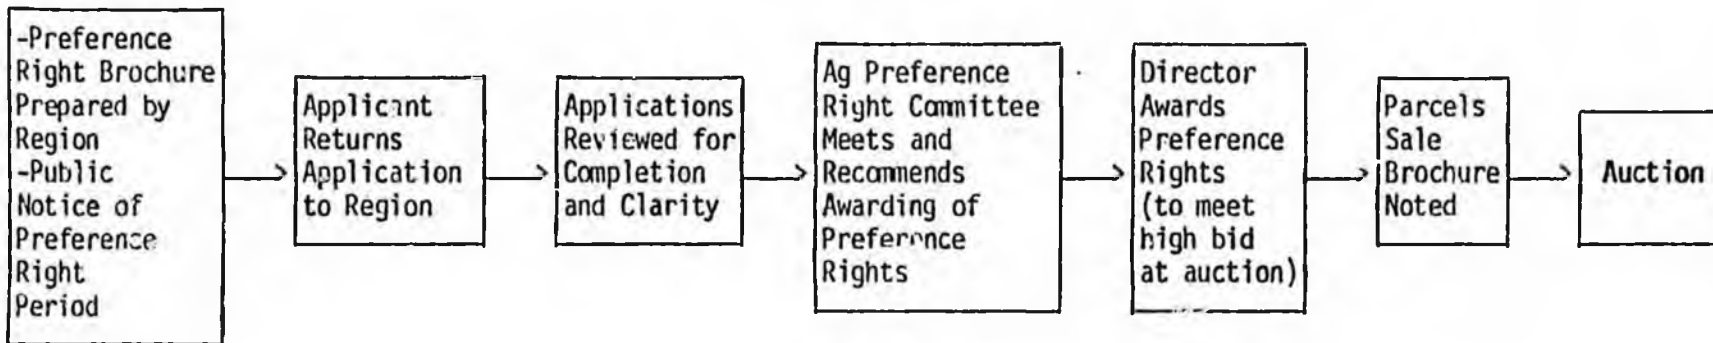 -Preference
Right Brochure
Prepared by
Region
-Public
Notice of
Preference
Right
Period
Applicant
Returns
Application
to Region
Applications
Reviewed for
Completion
and Clarity
Ag Preference
Right Committee
Meets and
Recommends
Awarding of
Preference
Rights
Director
Awards
Preference
Rights
(to meet
high bid
at auction)
Parcels
Sale
Brochure
Noted
Auction